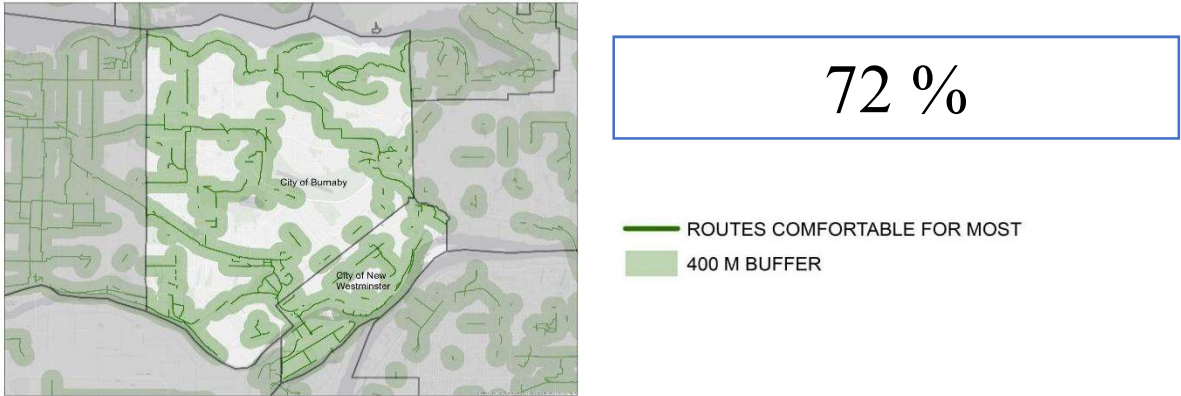 72 %
City of Burnaby
City of New
Westminster
ROUTES COMFORTABLE FOR MOST
400 M BUFFER